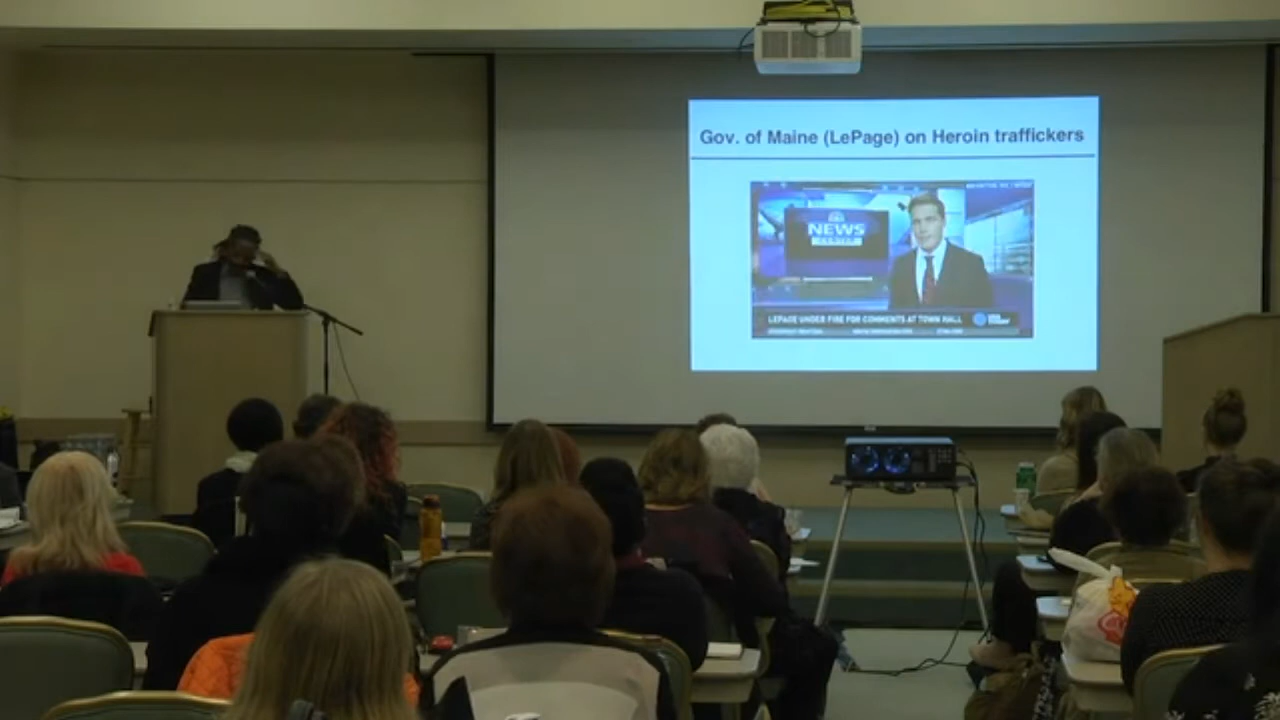 Gov. of Maine (LePage) on Heroin traffickers
NEWS
LEPAGE UNDER FIRE FOR COMMENTS AT TOWN HALL